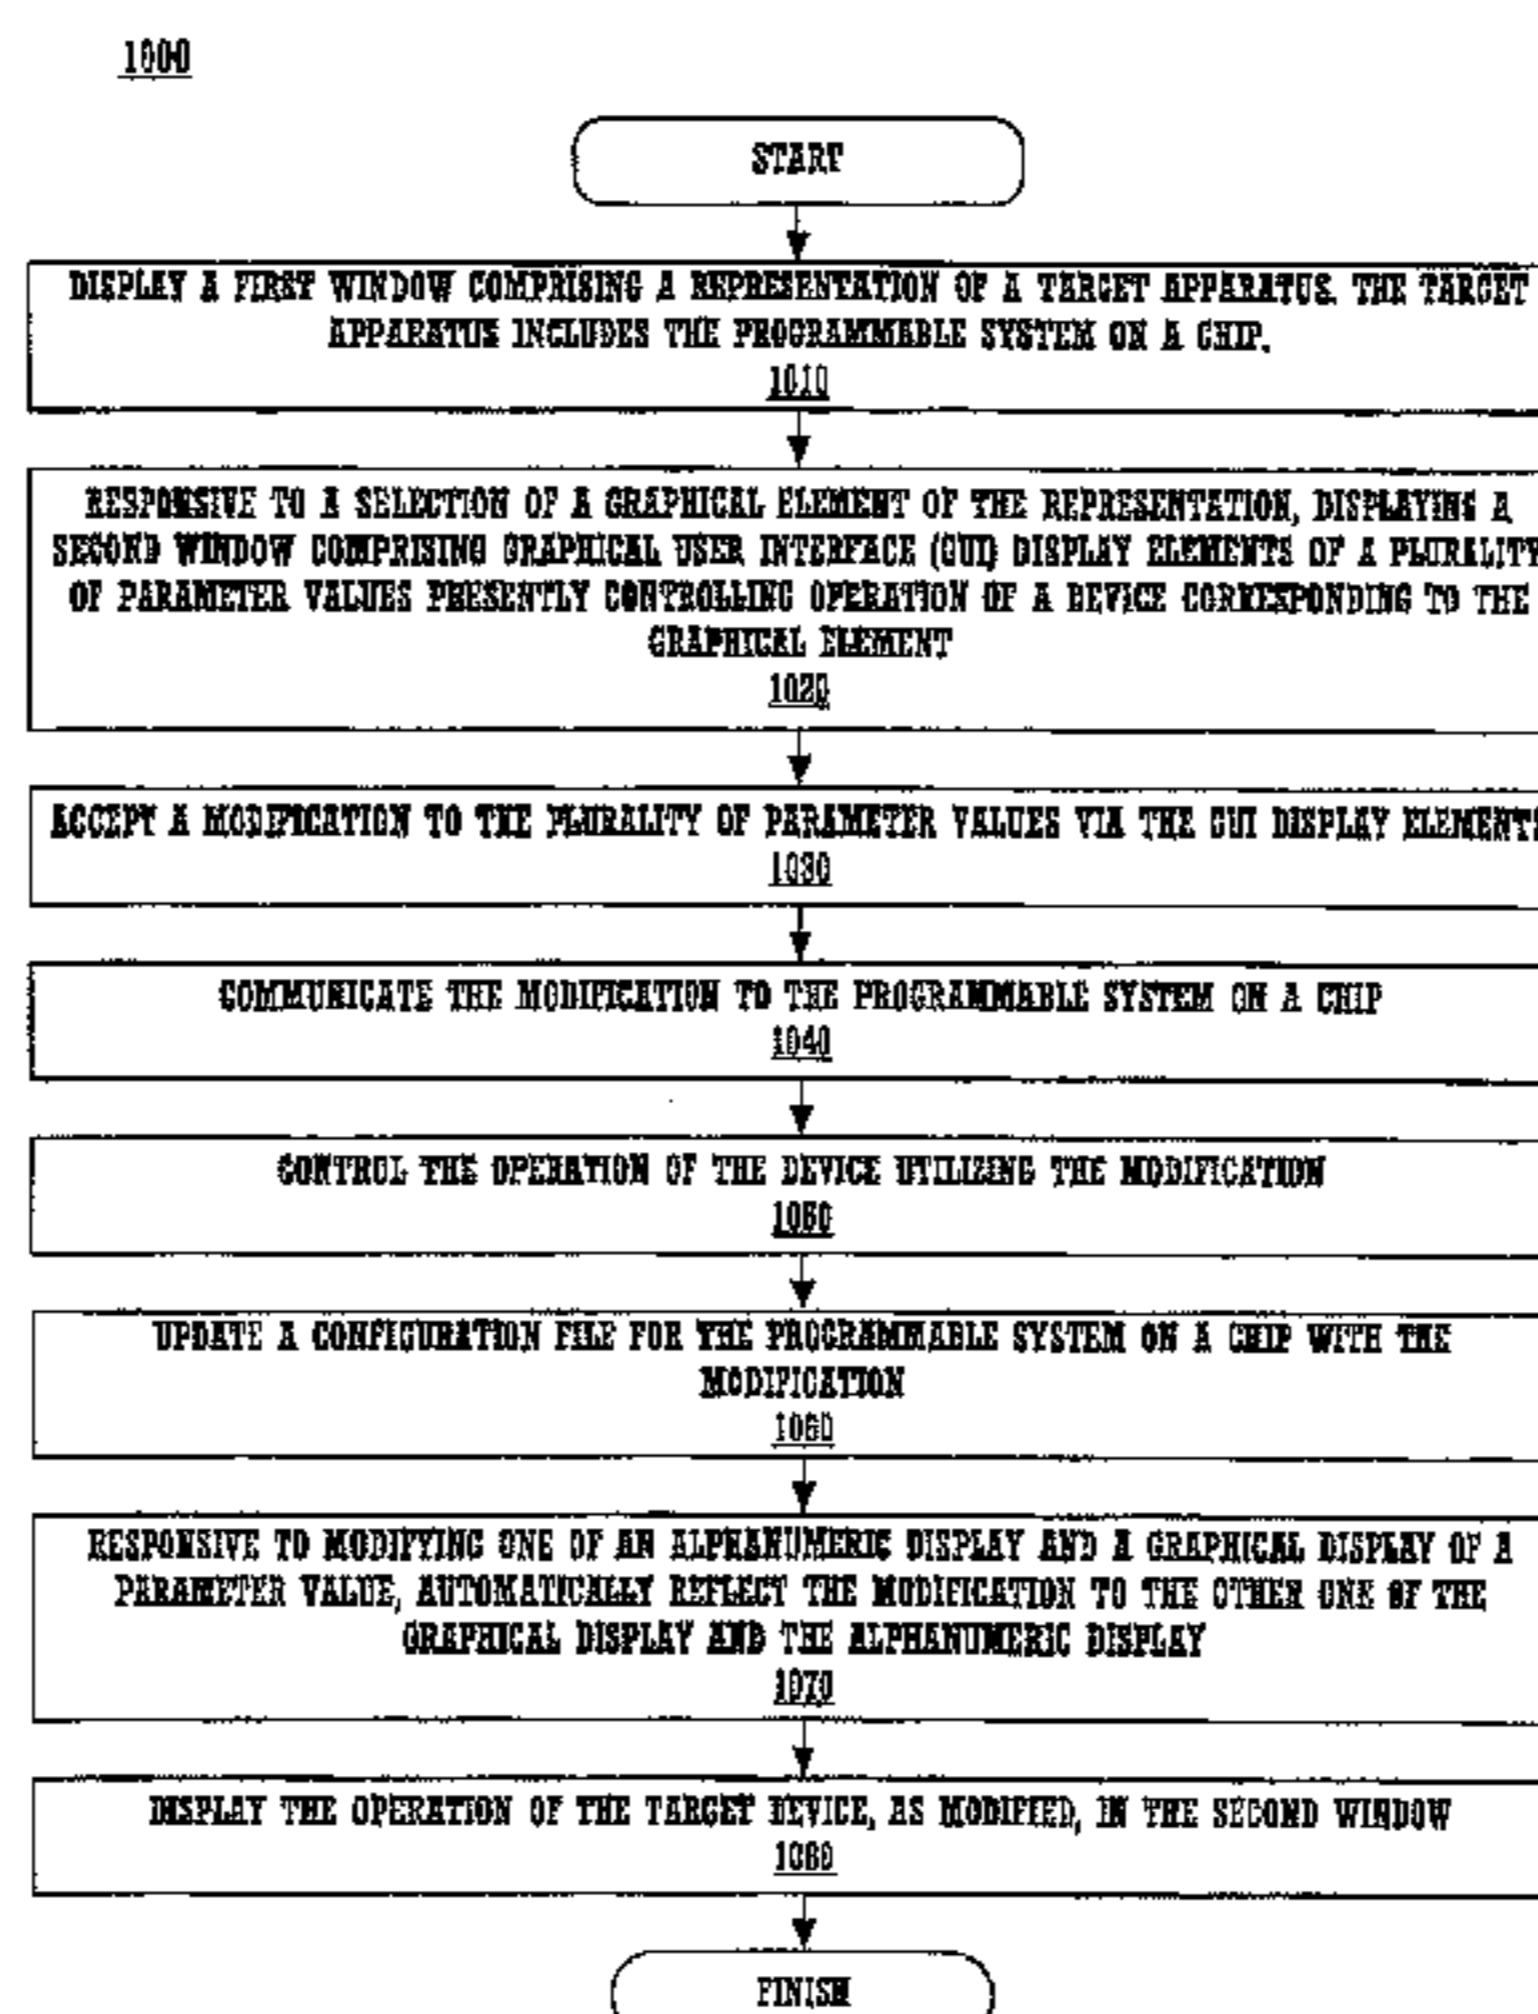 1000
START
DISPLAY A FIRST WINDOW COMPRISING A REPRESENTATION OF A TARGET APPARATUS. THE TARGET
APPARATUS INCLUDES THE PROGRAMMABLE SYSTEM ON A CHIP.
1010
RESPONSIVE TO A SELECTION OF A GRAPHICAL ELEMENT OF THE REPRESENTATION, DISPLAYING A
SECOND WINDOW COMPRISING GRAPHICAL USER INTERFACE (GUI) DISPLAY ELEMENTS OF A PLURALITY
OF PARAMETER VALUES PRESENTLY CONTROLLING OPERATION OF A DEVICE CORRESPONDING TO THE
GRAPHICAL ELEMENT
1020
ACCEPT A MODIFICATION TO THE PLURALITY OF PARAMETER VALUES VIA THE GUI DISPLAY ELEMENTS
1030
COMMUNICATE THE MODIFICATION TO THE PROGRAMMABLE SYSTEM ON A CHIP
1040
CONTROL THE OPERATION OF THE DEVICE UTILIZING THE MODIFICATION
1050
UPDATE A CONFIGURATION FILE FOR THE PROGRAMMABLE SYSTEM ON A CHIP WITH THE
MODIFICATION
1060
RESPONSIVE TO MODIFYING ONE OF AN ALPHANUMERIC DISPLAY AND A GRAPHICAL DISPLAY OF A
PARAMETER VALUE, AUTOMATICALLY REFLECT THE MODIFICATION TO THE OTHER ONE OF THE
GRAPHICAL DISPLAY AND THE ALPHANUMERIC DISPLAY
1070
DISPLAY THE OPERATION OF THE TARGET DEVICE, AS MODIFIED, IN THE SECOND WINDOW
1080
FINISH